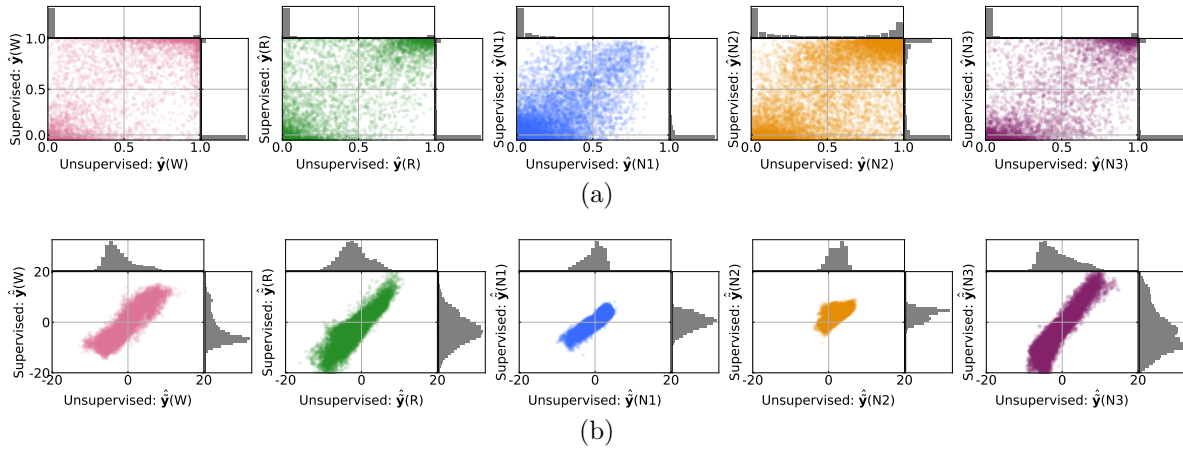 Supervised: ŷ(W)
1.0
0.5
0.0
0.0 0.5 1.0
Unsupervised: ŷ(W)
Supervised: ŷ(R)
0.0 0.5 1.0
Unsupervised: ŷ(R)
Supervised: ŷ(N1)
0.0 0.5 1.0
Unsupervised: ŷ(N1)
Supervised: ŷ(N2)
0.0 0.5 1.0
Unsupervised: ŷ(N2)
Supervised: ŷ(N3)
0.0 0.5 1.0
Unsupervised: ŷ(N3)
(a)
Supervised: ỹ̂(W)
20
0
-20
-20 0 20
Unsupervised: ỹ̂(W)
Supervised: ỹ̂(R)
-20 0 20
Unsupervised: ỹ̂(R)
Supervised: ỹ̂(N1)
-20 0 20
Unsupervised: ỹ̂(N1)
Supervised: ỹ̂(N2)
-20 0 20
Unsupervised: ỹ̂(N2)
Supervised: ỹ̂(N3)
-20 0 20
Unsupervised: ỹ̂(N3)
(b)